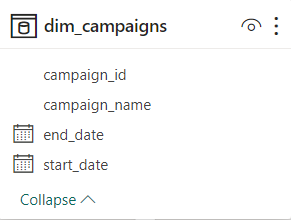 dim_campaigns
campaign_id
campaign_name
end_date
start_date
Collapse